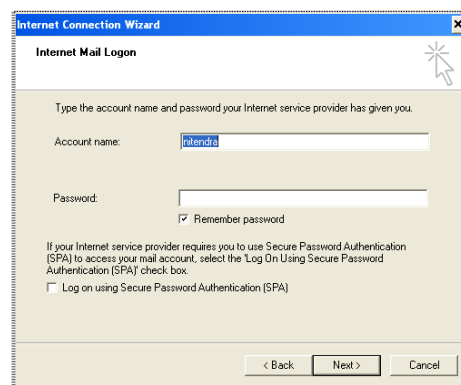 Internet Connection Wizard
Internet Mail Logon
Type the account name and password your Internet service provider has given you.
Account name:
nitendra
Password:
Remember password
If your Internet service provider requires you to use Secure Password Authentication
(SPA) to access your mail account, select the 'Log On Using Secure Password
Authentication (SPA)' check box.
Log on using Secure Password Authentication (SPA)
< Back
Next >
Cancel